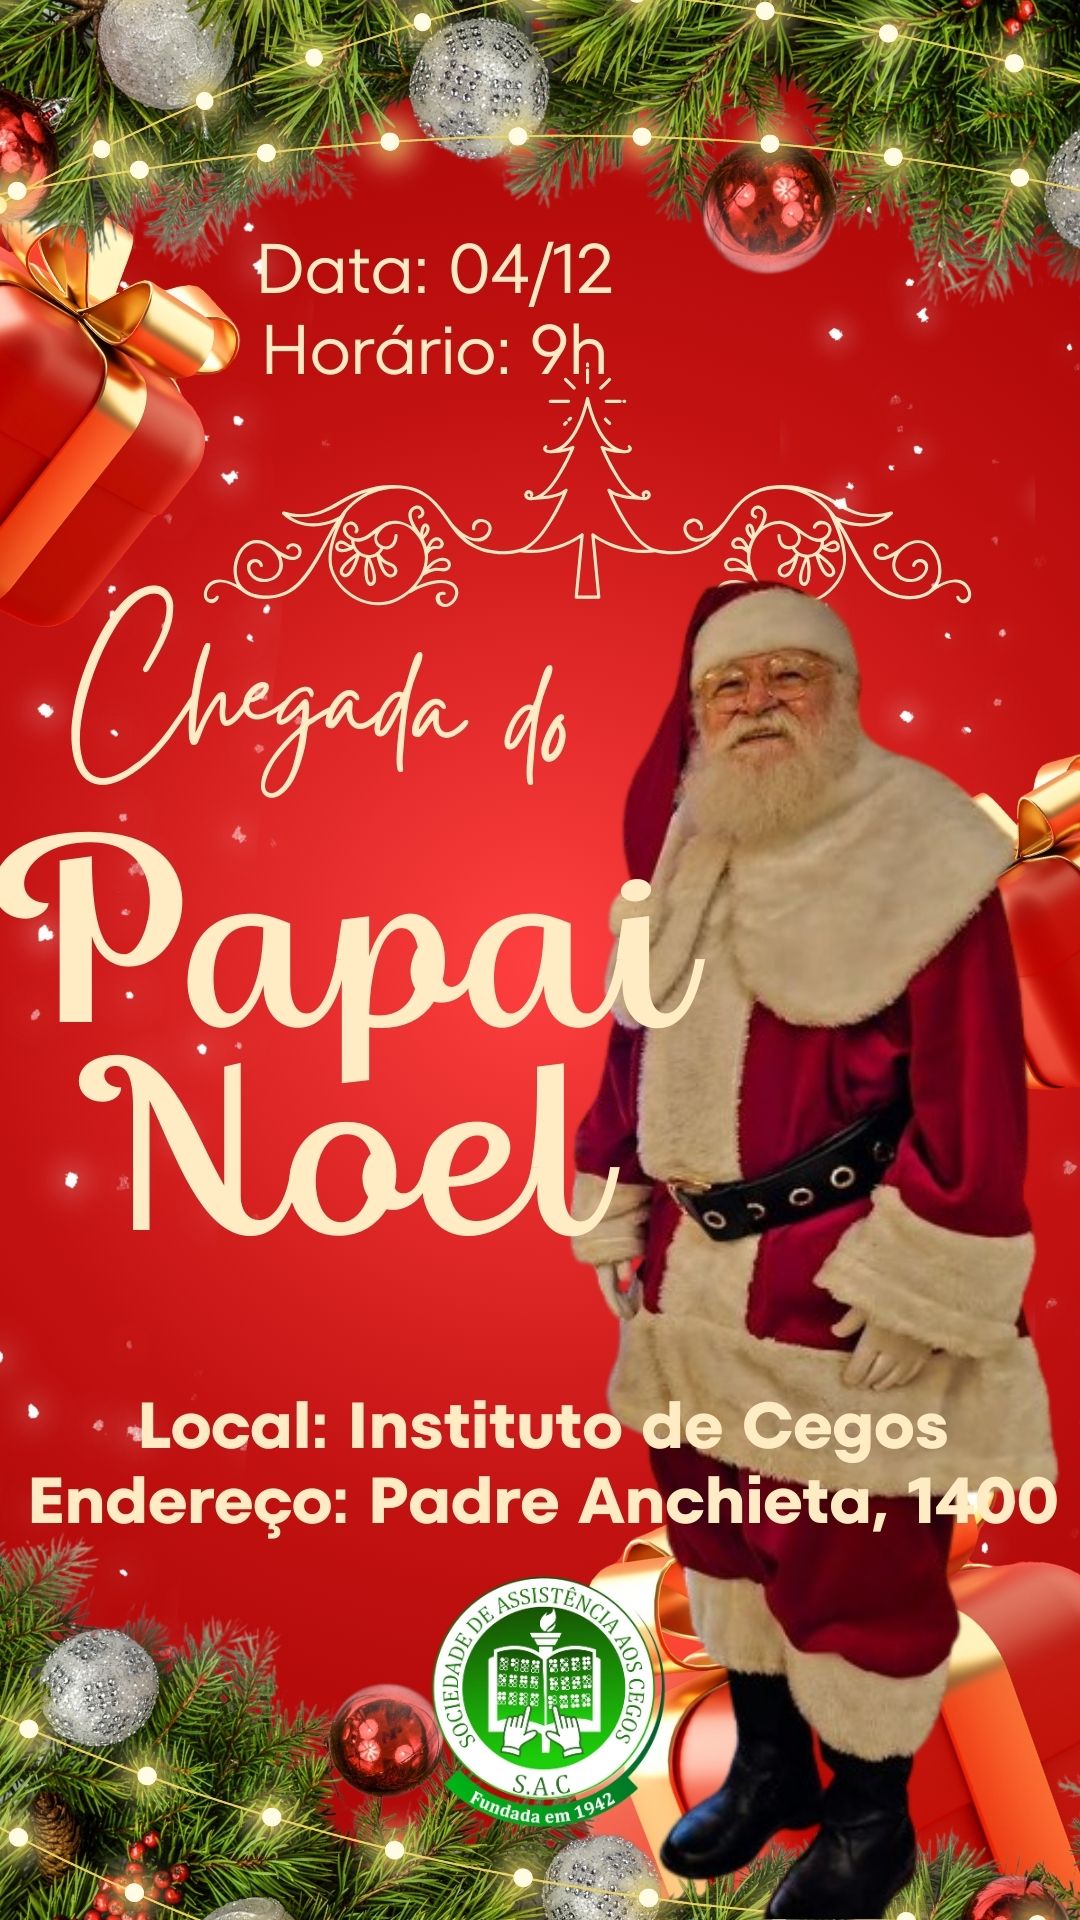 Data: 04/12
Horário: 9h
Chegada do
Papai
Noel
Local: Instituto de Cegos
Endereço: Padre Anchieta, 1400
SOCIEDADE DE ASSISTÊNCIA AOS CEGOS
S.A.C
Fundada em 1942